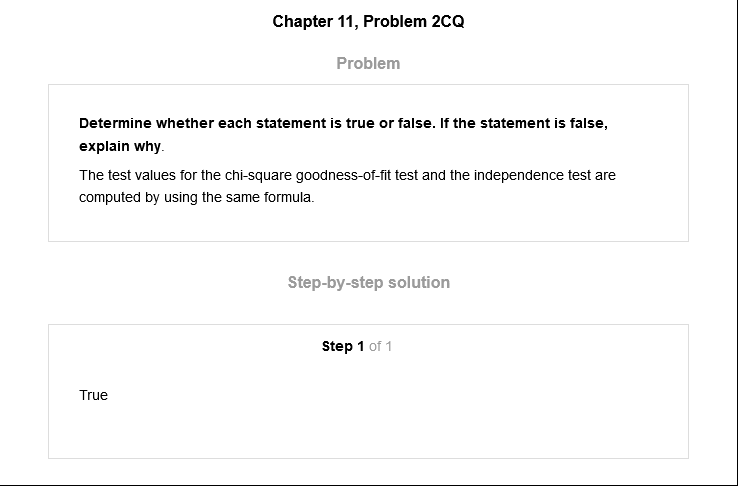 Chapter 11, Problem 2CQ
Problem
Determine whether each statement is true or false. If the statement is false,
explain why.
The test values for the chi-square goodness-of-fit test and the independence test are
computed by using the same formula.
Step-by-step solution
Step 1 of 1
True